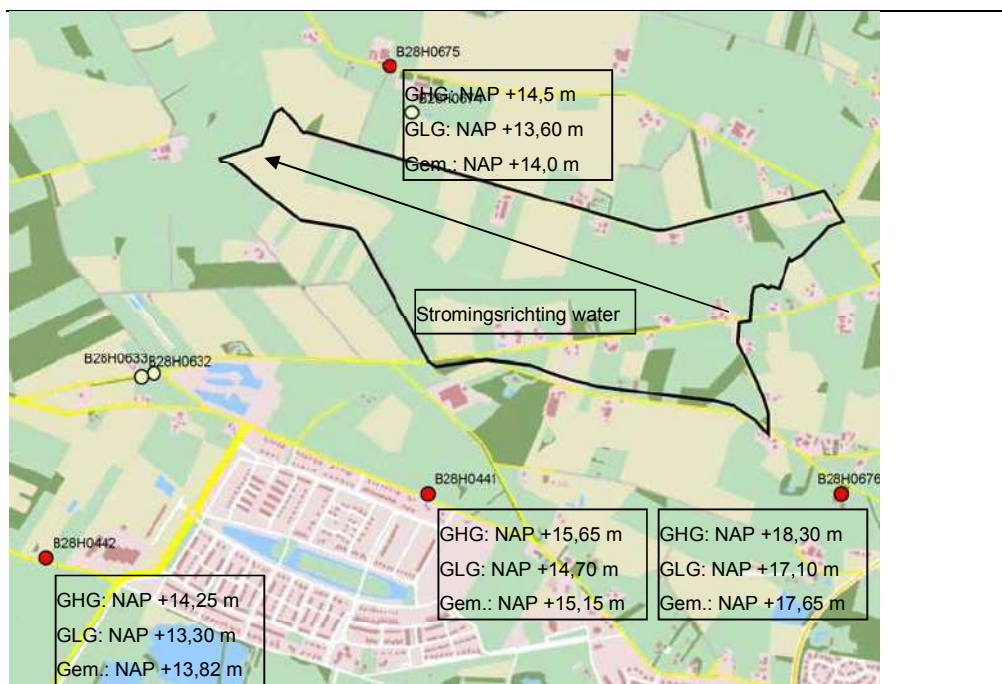 B28H0675
GHG: NAP +14,5 m
B28H0674
GLG: NAP +13,60 m
Gem.: NAP +14,0 m
Stromingsrichting water
B28H0633
B28H0632
B28H0441
B28H0676
GHG: NAP +15,65 m
GLG: NAP +14,70 m
Gem.: NAP +15,15 m
GHG: NAP +18,30 m
GLG: NAP +17,10 m
Gem.: NAP +17,65 m
B28H0442
GHG: NAP +14,25 m
GLG: NAP +13,30 m
Gem.: NAP +13,82 m